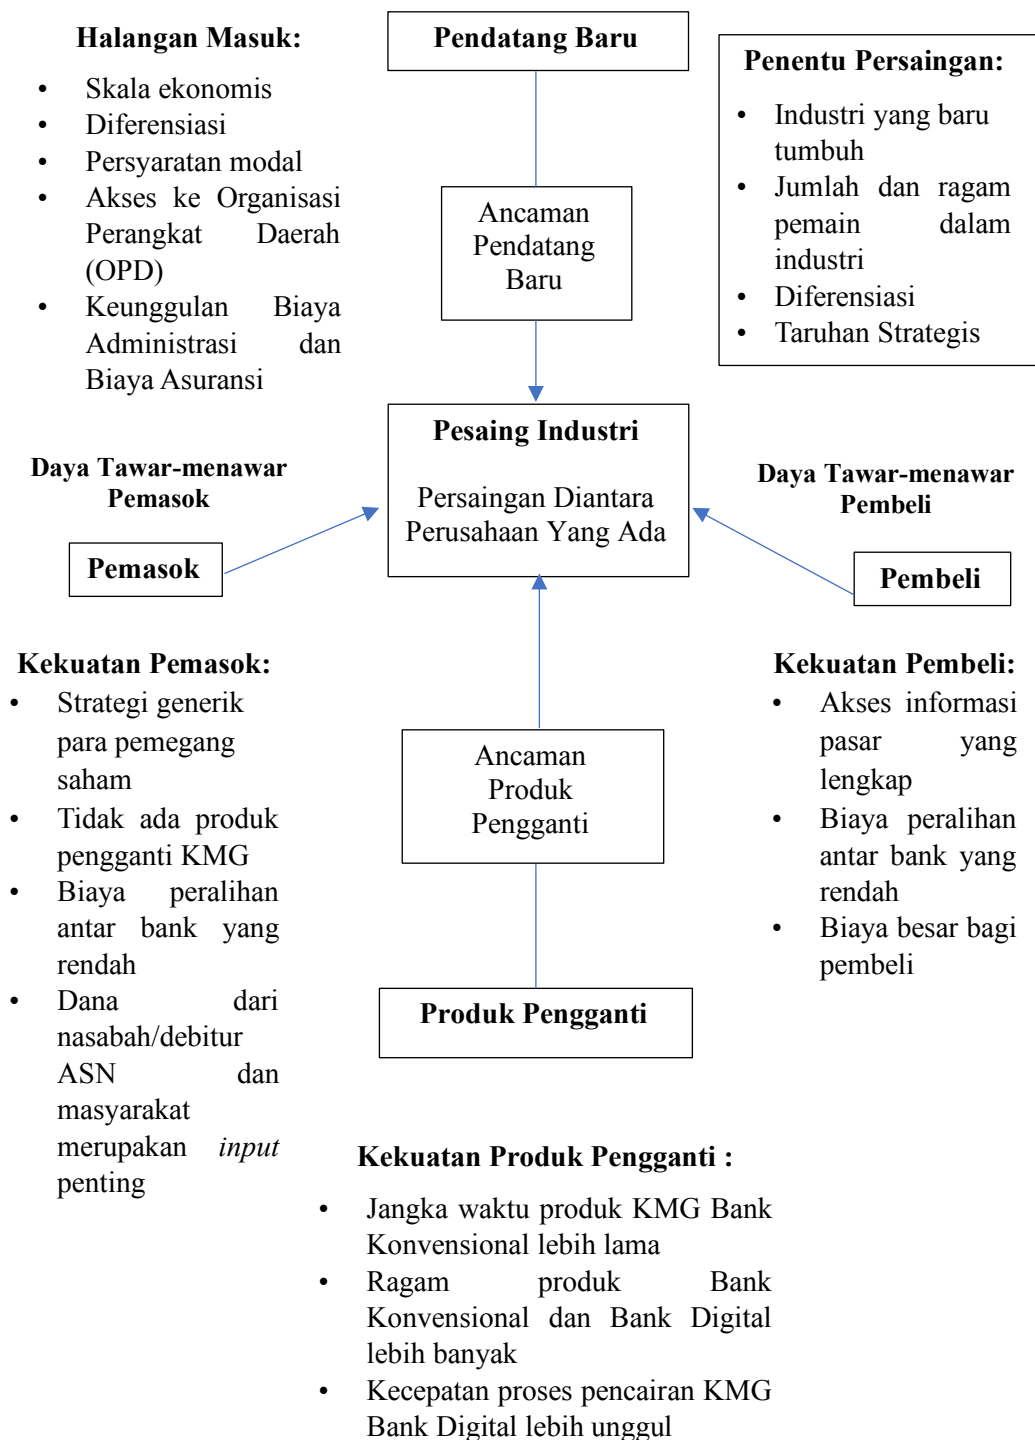 Halangan Masuk:
• Skala ekonomis
• Diferensiasi
• Persyaratan modal
• Akses ke Organisasi
Perangkat Daerah
(OPD)
• Keunggulan Biaya
Administrasi dan
Biaya Asuransi
Pendatang Baru
Ancaman
Pendatang
Baru
Penentu Persaingan:
• Industri yang baru
tumbuh
• Jumlah dan ragam
pemain dalam
industri
• Diferensiasi
• Taruhan Strategis
Daya Tawar-menawar
Pemasok
Pemasok
Pesaing Industri
Persaingan Diantara
Perusahaan Yang Ada
Daya Tawar-menawar
Pembeli
Pembeli
Kekuatan Pemasok:
• Strategi generik
para pemegang
saham
• Tidak ada produk
pengganti KMG
• Biaya peralihan
antar bank yang
rendah
• Dana dari
nasabah/debitur
ASN dan
masyarakat
merupakan input
penting
Ancaman
Produk
Pengganti
Produk Pengganti
Kekuatan Pembeli:
• Akses informasi
pasar yang
lengkap
• Biaya peralihan
antar bank yang
rendah
• Biaya besar bagi
pembeli
Kekuatan Produk Pengganti :
• Jangka waktu produk KMG Bank
Konvensional lebih lama
• Ragam produk Bank
Konvensional dan Bank Digital
lebih banyak
• Kecepatan proses pencairan KMG
Bank Digital lebih unggul